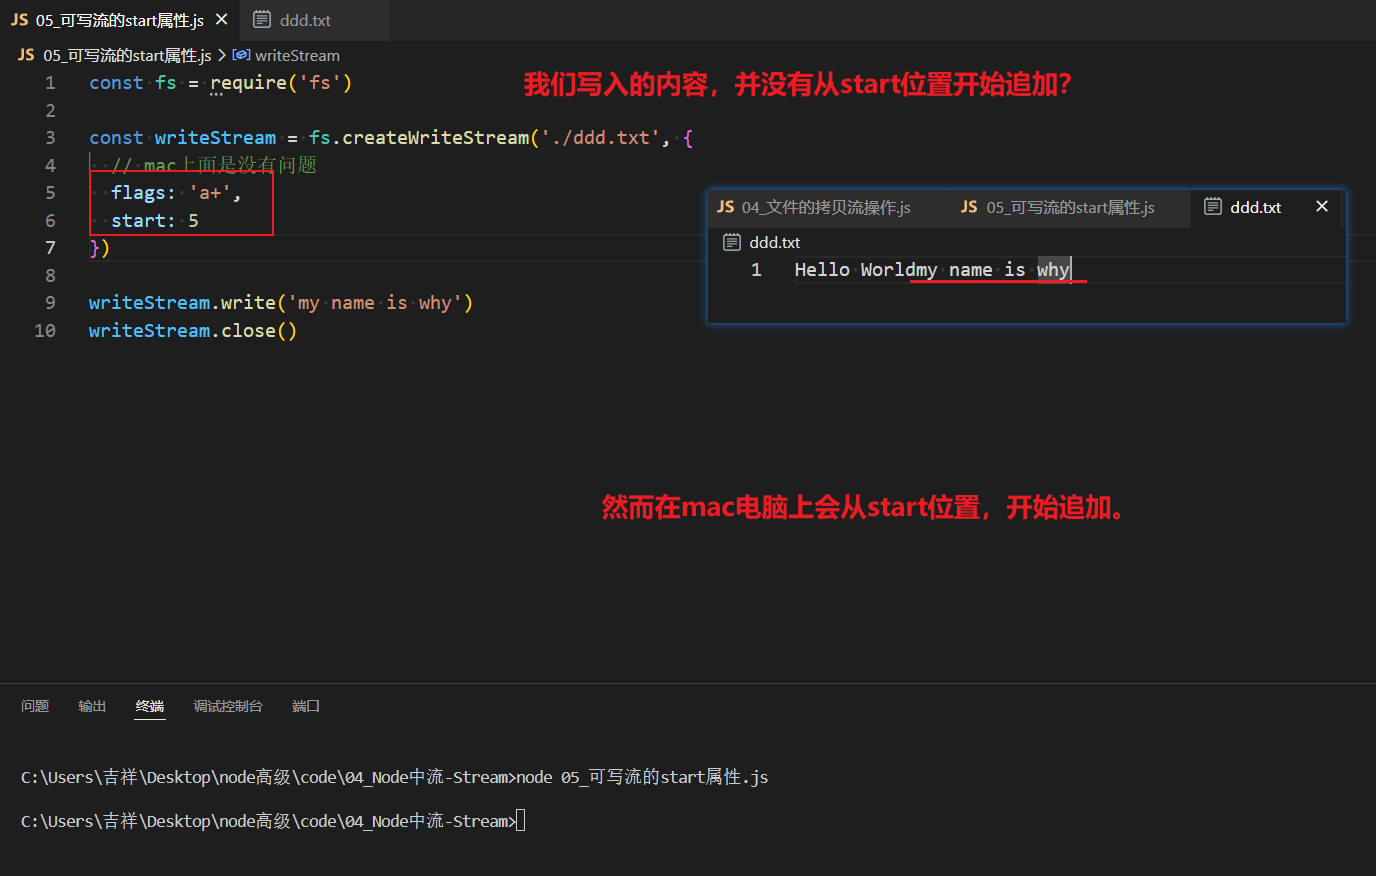 JS 05_可写流的start属性.js × ddd.txt
JS 05_可写流的start属性.js > writeStream
1 const fs = require('fs')
我们写入的内容，并没有从start位置开始追加？
2
3 const writeStream = fs.createWriteStream('./ddd.txt', {
4 // mac上面是没有问题
5 flags: 'a+',
6 start: 5
7 })
8
9 writeStream.write('my name is why')
10 writeStream.close()
JS 04_文件的拷贝流操作.js JS 05_可写流的start属性.js ddd.txt ×
ddd.txt
1 Hello Worldmy name is why
然而在mac电脑上会从start位置，开始追加。
问题 输出 终端 调试控制台 端口
C:\Users\吉祥\Desktop\node高级\code\04_Node中流-Stream>node 05_可写流的start属性.js
C:\Users\吉祥\Desktop\node高级\code\04_Node中流-Stream>